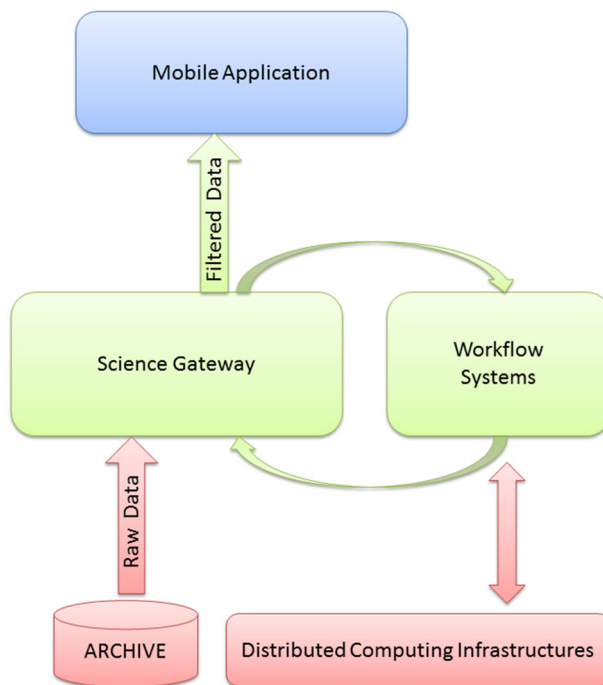 Mobile Application
Filtered Data
Science Gateway
Workflow
Systems
Raw Data
ARCHIVE
Distributed Computing Infrastructures